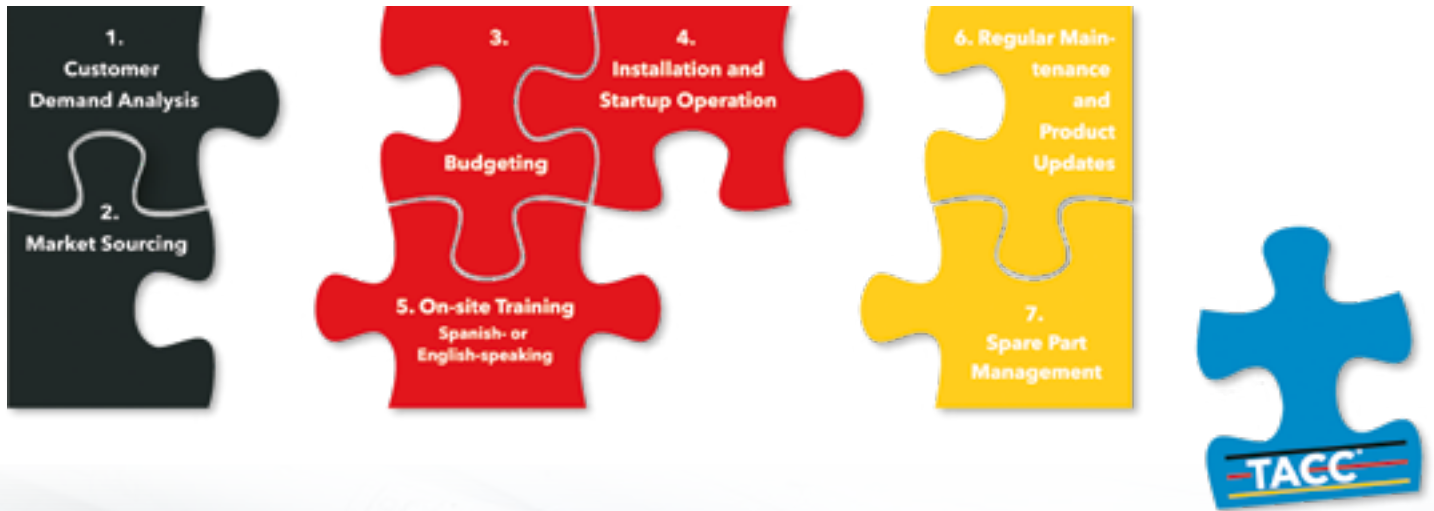 1.
Customer
Demand Analysis
2.
Market Sourcing
3.
Budgeting
4.
Installation and
Startup Operation
5. On-site Training
Spanish- or
English-speaking
6. Regular Main-
tenance
and
Product
Updates
7.
Spare Part
Management
TACC